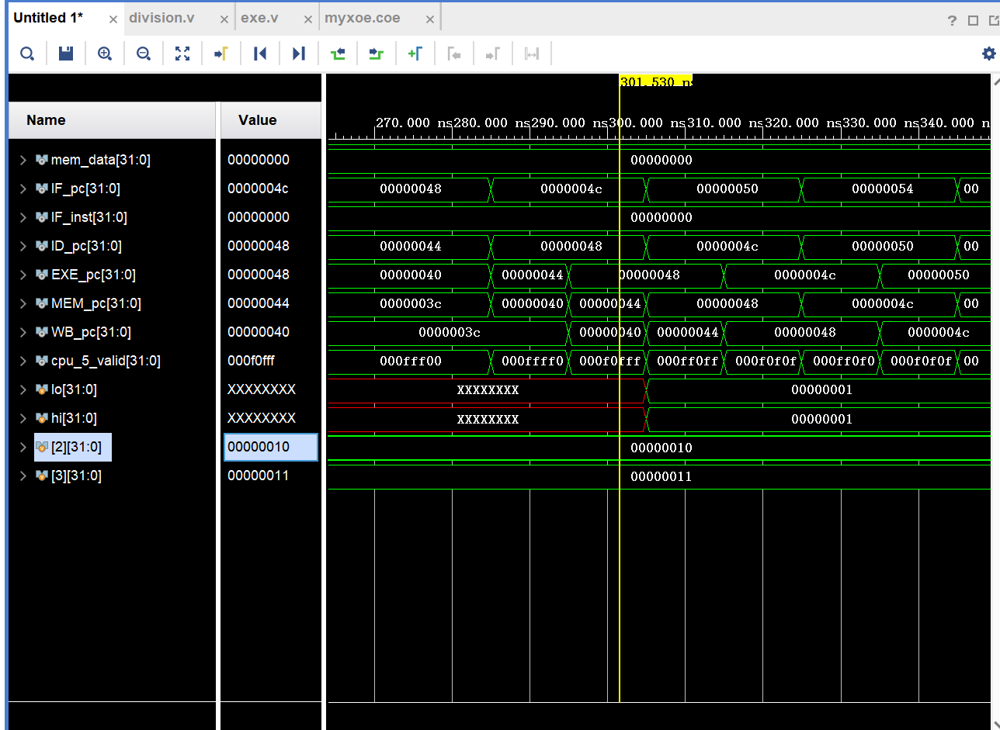 Untitled 1* × division.v × exe.v × myxoe.coe ×
?
301.530 ns
Name Value
270.000 ns 280.000 ns 290.000 ns 300.000 ns 310.000 ns 320.000 ns 330.000 ns 340.000 n
mem_data[31:0] 00000000 00000000
IF_pc[31:0] 0000004c 00000048 0000004c 00000050 00000054 00
IF_inst[31:0] 00000000 00000000
ID_pc[31:0] 00000048 00000044 00000048 0000004c 00000050 00
EXE_pc[31:0] 00000048 00000040 00000044 00000048 0000004c 00000050
MEM_pc[31:0] 00000044 0000003c 00000040 00000044 00000048 0000004c 00
WB_pc[31:0] 00000040 0000003c 00000040 00000044 00000048 0000004c
cpu_5_valid[31:0] 000f0fff 000fff00 000ffff0 000f0fff 000ff0ff 000f0f0f 000ff0f0 000f0f0f 00
lo[31:0] XXXXXXXX XXXXXXXX 00000001
hi[31:0] XXXXXXXX XXXXXXXX 00000001
[2][31:0] 00000010 00000010
[3][31:0] 00000011 00000011